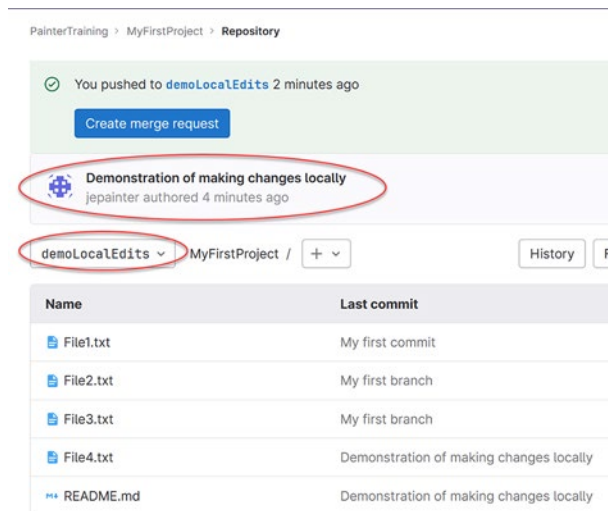 PainterTraining > MyFirstProject > Repository
You pushed to demoLocalEdits 2 minutes ago
Create merge request
Demonstration of making changes locally
jepainter authored 4 minutes ago
demoLocalEdits MyFirstProject / + History F
Name Last commit
File1.txt My first commit
File2.txt My first branch
File3.txt My first branch
File4.txt Demonstration of making changes locally
M↓ README.md Demonstration of making changes locally